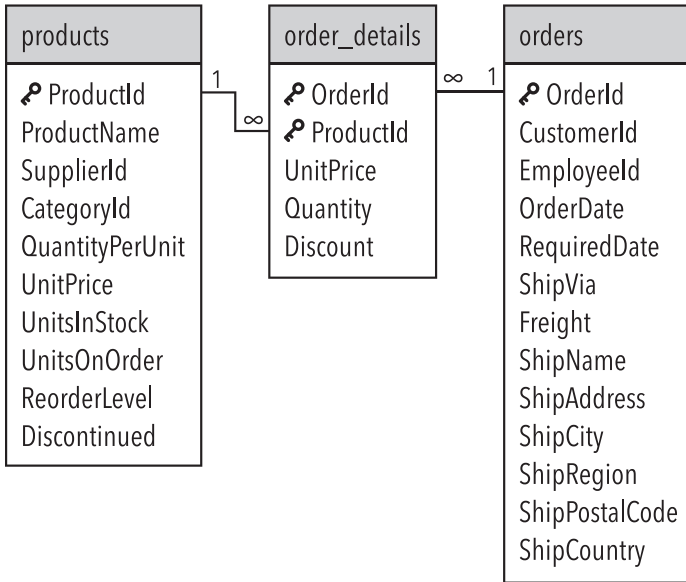 products
ProductId
ProductName
SupplierId
CategoryId
QuantityPerUnit
UnitPrice
UnitsInStock
UnitsOnOrder
ReorderLevel
Discontinued
1
∞
order_details
OrderId
ProductId
UnitPrice
Quantity
Discount
∞
1
orders
OrderId
CustomerId
EmployeeId
OrderDate
RequiredDate
ShipVia
Freight
ShipName
ShipAddress
ShipCity
ShipRegion
ShipPostalCode
ShipCountry